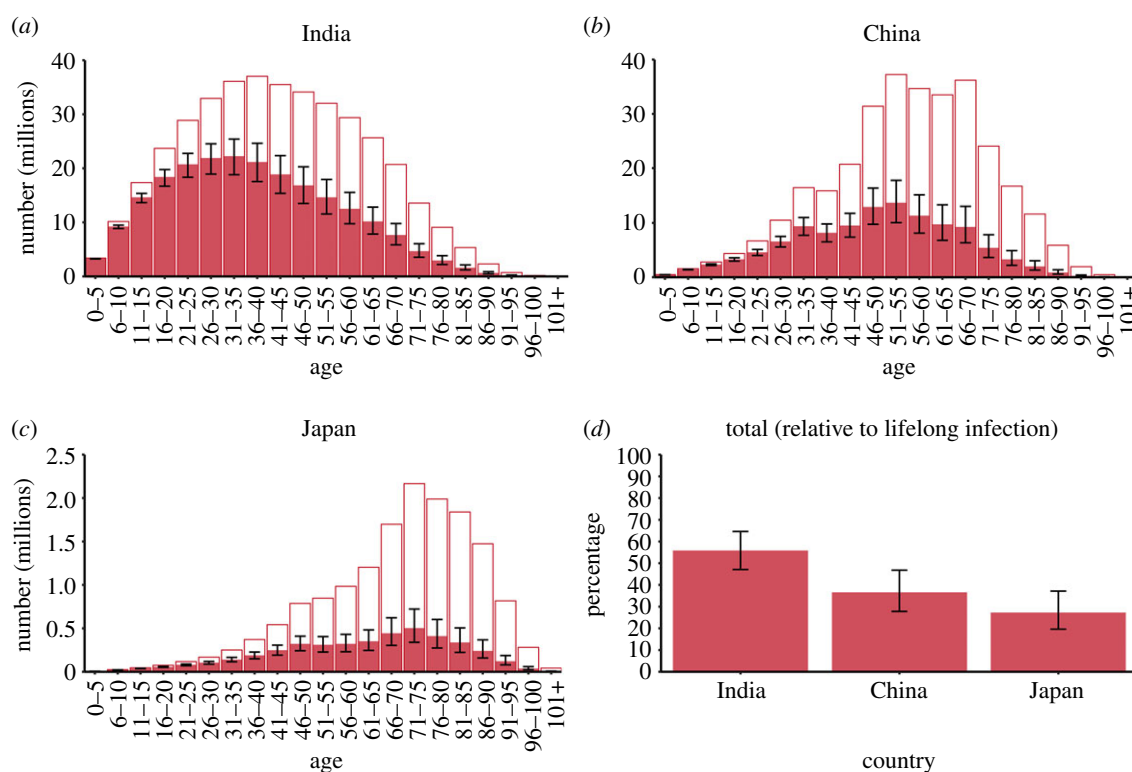 (a) India
number (millions)
40
30
20
10
0
0–5 6–10 11–15 16–20 21–25 26–30 31–35 36–40 41–45 46–50 51–55 56–60 61–65 66–70 71–75 76–80 81–85 86–90 91–95 96–100 101+
age
(b) China
40
30
20
10
0
0–5 6–10 11–15 16–20 21–25 26–30 31–35 36–40 41–45 46–50 51–55 56–60 61–65 66–70 71–75 76–80 81–85 86–90 91–95 96–100 101+
age
(c) Japan
number (millions)
2.5
2.0
1.5
1.0
0.5
0
0–5 6–10 11–15 16–20 21–25 26–30 31–35 36–40 41–45 46–50 51–55 56–60 61–65 66–70 71–75 76–80 81–85 86–90 91–95 96–100 101+
age
(d) total (relative to lifelong infection)
percentage
100
90
80
70
60
50
40
30
20
10
0
India China Japan
country